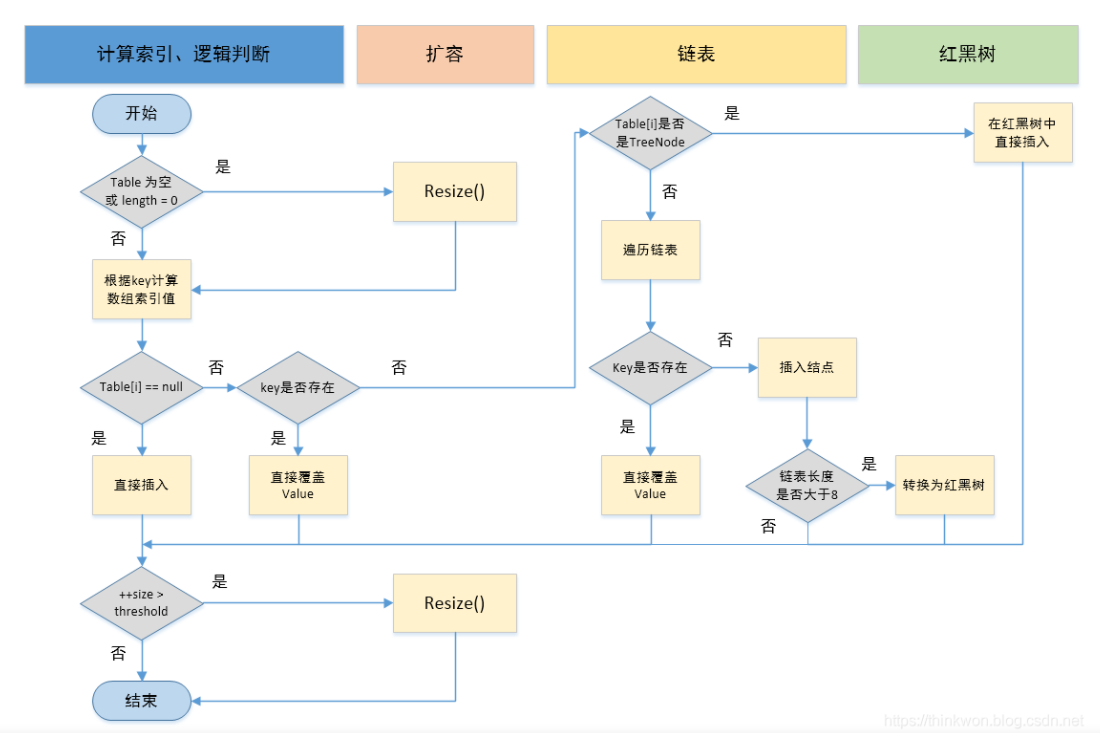 计算索引、逻辑判断
扩容
链表
红黑树
开始
Table 为空
或 length = 0
是
否
Resize()
根据key计算
数组索引值
Table[i] == null
否
是
直接插入
key是否存在
否
是
直接覆盖
Value
Table[i]是否
是TreeNode
是
否
在红黑树中
直接插入
遍历链表
Key是否存在
否
是
直接覆盖
Value
插入结点
链表长度
是否大于8
是
否
转换为红黑树
++size >
threshold
是
否
Resize()
结束
https://thinkwon.blog.csdn.net